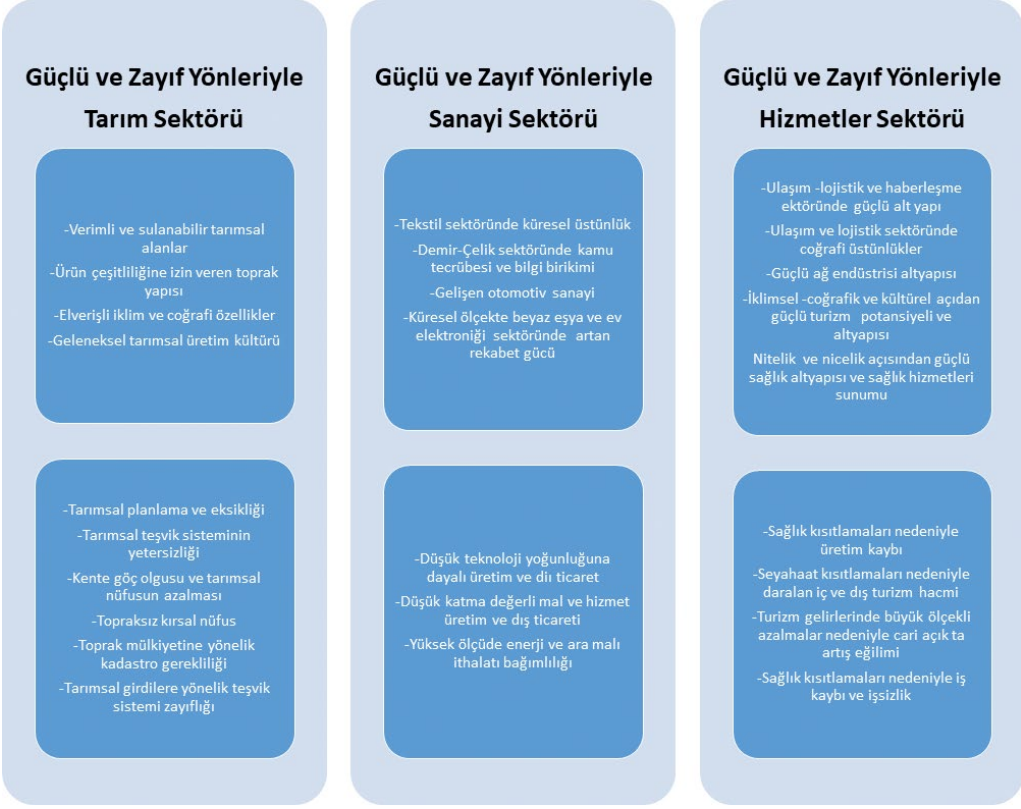 Güçlü ve Zayıf Yönleriyle
Tarım Sektörü
-Verimli ve sulanabilir tarımsal
alanlar
-Ürün çeşitliliğine izin veren toprak
yapısı
-Elverişli iklim ve coğrafi özellikler
-Geleneksel tarımsal üretim kültürü
-Tarımsal planlama ve eksikliği
-Tarımsal teşvik sisteminin
yetersizliği
-Kente göç olgusu ve tarımsal
nüfusun azalması
-Topraksız kırsal nüfus
-Toprak mülkiyetine yönelik
kadastro gerekliliği
-Tarımsal girdilere yönelik teşvik
sistemi zayıflığı
Güçlü ve Zayıf Yönleriyle
Sanayi Sektörü
-Tekstil sektöründe küresel üstünlük
-Demir-Çelik sektöründe kamu
tecrübesi ve bilgi birikimi
-Gelişen otomotiv sanayi
-Küresel ölçekte beyaz eşya ve ev
elektroniği sektöründe artan
rekabet gücü
-Düşük teknoloji yoğunluğuna
dayalı üretim ve dıı ticaret
-Düşük katma değerli mal ve hizmet
üretim ve dış ticareti
-Yüksek ölçüde enerji ve ara malı
ithalatı bağımlılığı
Güçlü ve Zayıf Yönleriyle
Hizmetler Sektörü
-Ulaşım -lojistik ve haberleşme
ektöründe güçlü alt yapı
-Ulaşım ve lojistik sektöründe
coğrafi üstünlükler
-Güçlü ağ endüstrisi altyapısı
-İklimsel -coğrafik ve kültürel açıdan
güçlü turizm potansiyeli ve
altyapısı
Nitelik ve nicelik açısından güçlü
sağlık altyapısı ve sağlık hizmetleri
sunumu
-Sağlık kısıtlamaları nedeniyle
üretim kaybı
-Seyahaat kısıtlamaları nedeniyle
daralan iç ve dış turizm hacmi
-Turizm gelirlerinde büyük ölçekli
azalmalar nedeniyle cari açık ta
artış eğilimi
-Sağlık kısıtlamaları nedeniyle iş
kaybı ve işsizlik